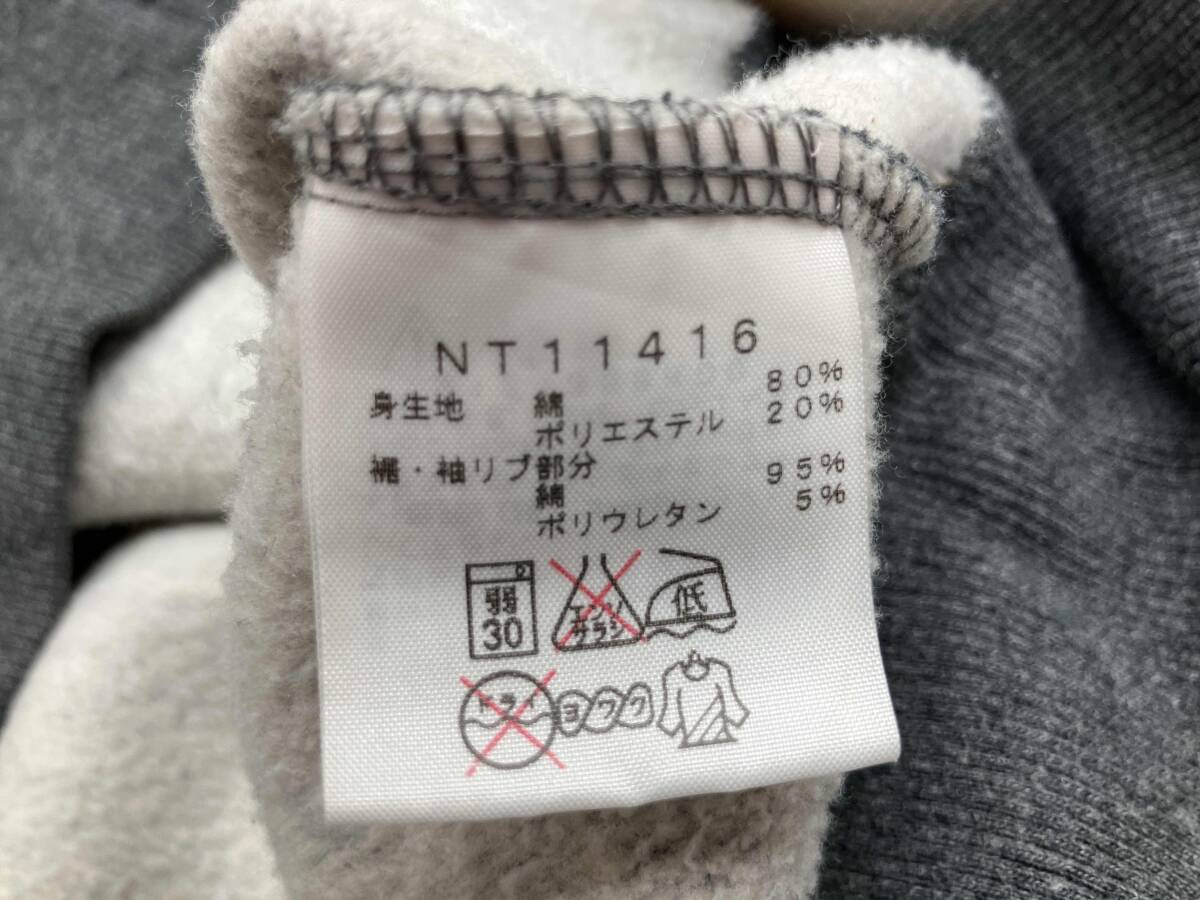 NT11416
身生地 綿 80%
ポリエステル 20%
裾・袖リブ部分
綿 95%
ポリウレタン 5%
弱
30
エンソ
サラシ
低
ドライ
ヨワク